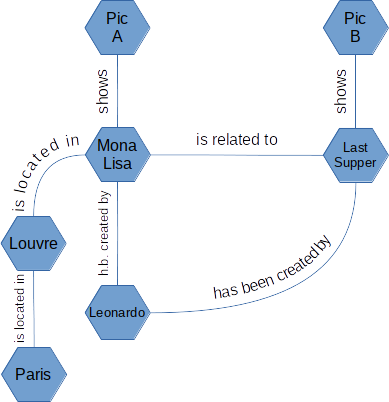 Pic
A
Pic
B
shows
shows
is located in
Mona
Lisa
is related to
Last
Supper
h.b. created by
Louvre
has been created by
is located in
Leonardo
Paris